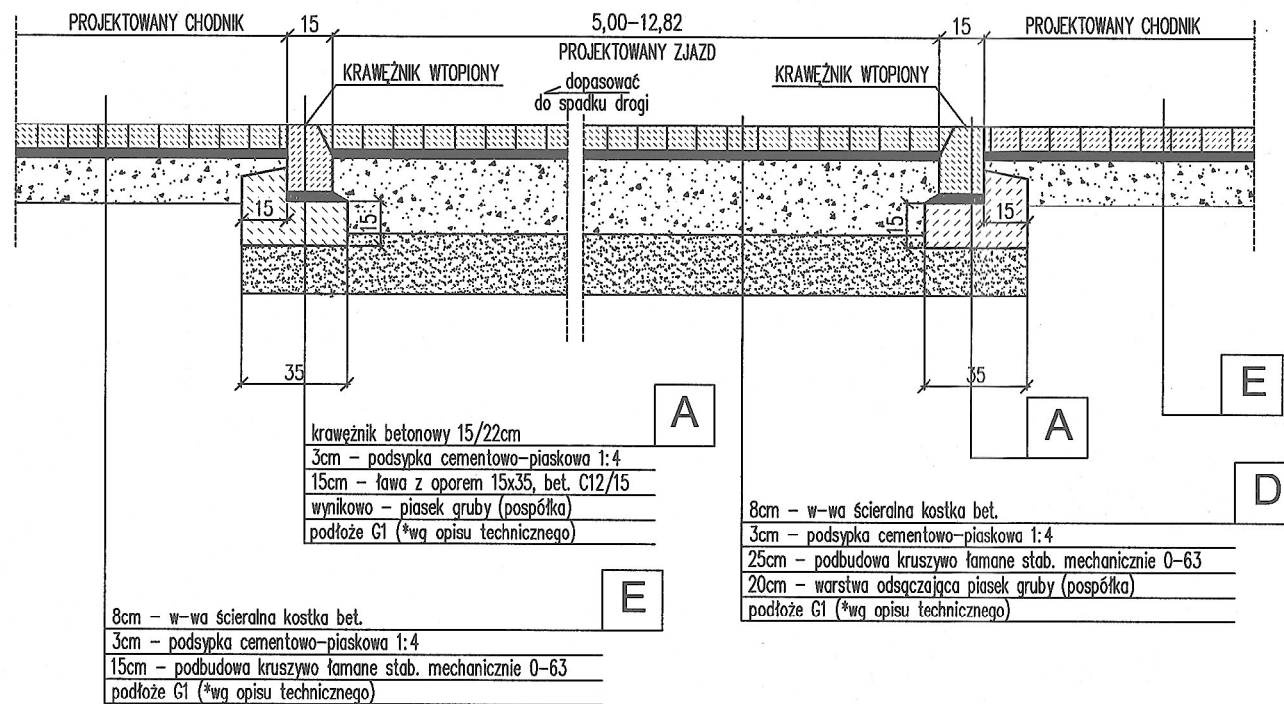 PROJEKTOWANY CHODNIK
15
5,00-12,82
15
PROJEKTOWANY CHODNIK
PROJEKTOWANY ZJAZD
KRAWĘŻNIK WTOPIONY
dopasować
do spadku drogi
KRAWĘŻNIK WTOPIONY
15
15
15
15
35
35
E
A
A
krawężnik betonowy 15/22cm
3cm – podsypka cementowo-piaskowa 1:4
15cm – ława z oporem 15x35, bet. C12/15
wynikowo – piasek gruby (pospółka)
podłoże G1 (*wg opisu technicznego)
D
8cm – w-wa ścieralna kostka bet.
3cm – podsypka cementowo-piaskowa 1:4
25cm – podbudowa kruszywo łamane stab. mechanicznie 0-63
20cm – warstwa odsączająca piasek gruby (pospółka)
podłoże G1 (*wg opisu technicznego)
E
8cm – w-wa ścieralna kostka bet.
3cm – podsypka cementowo-piaskowa 1:4
15cm – podbudowa kruszywo łamane stab. mechanicznie 0-63
podłoże G1 (*wg opisu technicznego)